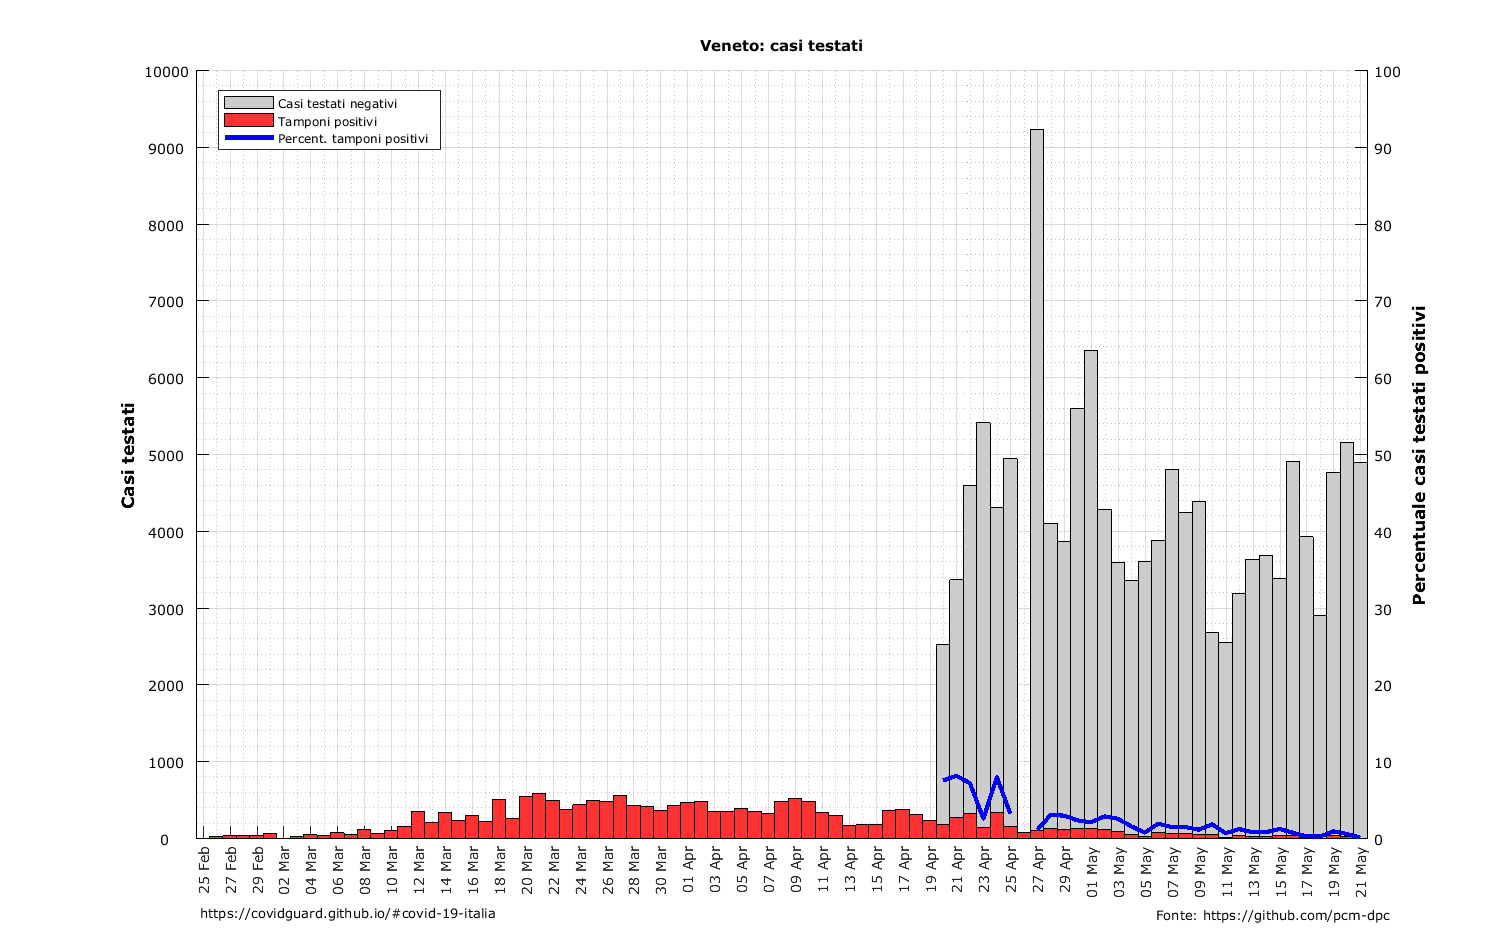 Veneto: casi testati
Casi testati negativi
Tamponi positivi
Percent. tamponi positivi
Casi testati
10000
9000
8000
7000
6000
5000
4000
3000
2000
1000
0
100
90
80
70
60
50
40
30
20
10
0
Percentuale casi testati positivi
25 Feb
27 Feb
29 Feb
02 Mar
04 Mar
06 Mar
08 Mar
10 Mar
12 Mar
14 Mar
16 Mar
18 Mar
20 Mar
22 Mar
24 Mar
26 Mar
28 Mar
30 Mar
01 Apr
03 Apr
05 Apr
07 Apr
09 Apr
11 Apr
13 Apr
15 Apr
17 Apr
19 Apr
21 Apr
23 Apr
25 Apr
27 Apr
29 Apr
01 May
03 May
05 May
07 May
09 May
11 May
13 May
15 May
17 May
19 May
21 May
https://covidguard.github.io/#covid-19-italia
Fonte: https://github.com/pcm-dpc